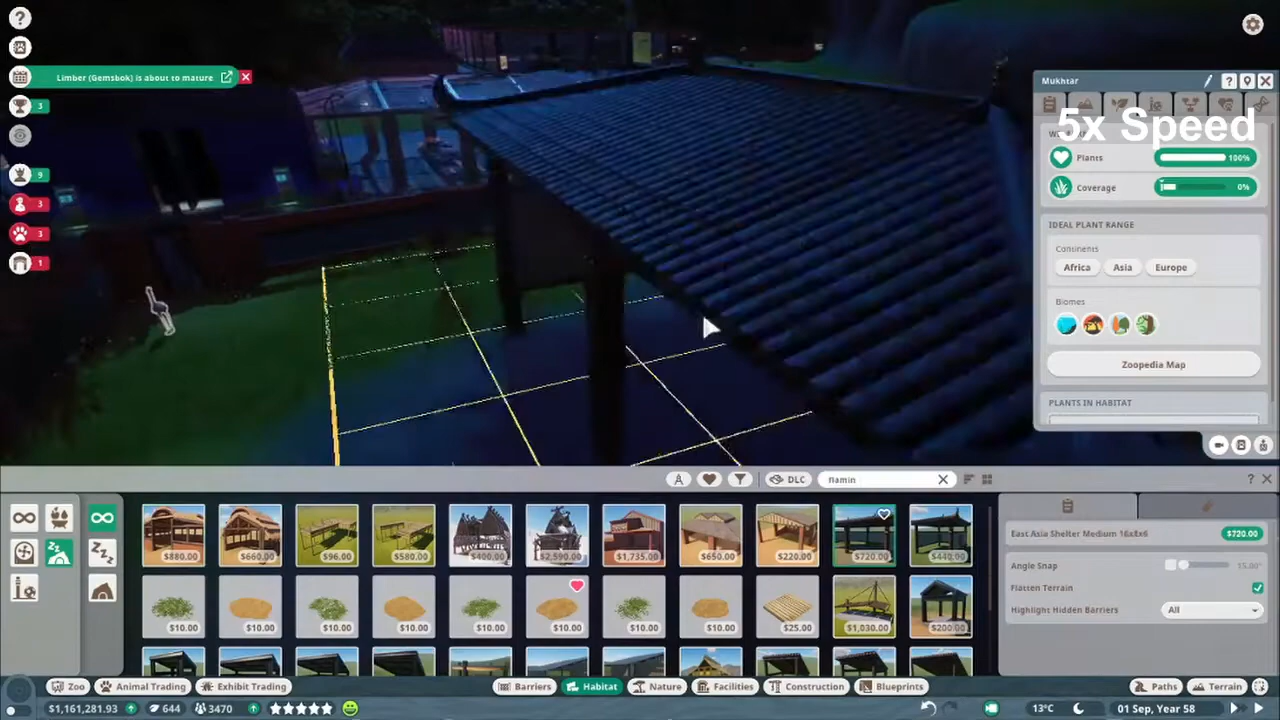 Limber (Gemsbok) is about to mature
3
9
3
3
1
Mukhtar
5x Speed
Plants 100%
Coverage 0%
IDEAL PLANT RANGE
Continents
Africa Asia Europe
Biomes
Zoopedia Map
PLANTS IN HABITAT
DLC flamin
$880.00 $660.00 $96.00 $580.00 $400.00 $2,590.00 $1,735.00 $650.00 $220.00 $720.00 $440.00
$10.00 $10.00 $10.00 $10.00 $10.00 $10.00 $10.00 $10.00 $25.00 $1,030.00 $200.00
East Asia Shelter Medium 16x8x6 $720.00
Angle Snap 15.00°
Flatten Terrain
Highlight Hidden Barriers All
Zoo Animal Trading Exhibit Trading Barriers Habitat Nature Facilities Construction Blueprints Paths Terrain
$1,161,281.93 644 3470 13°C 01 Sep, Year 58